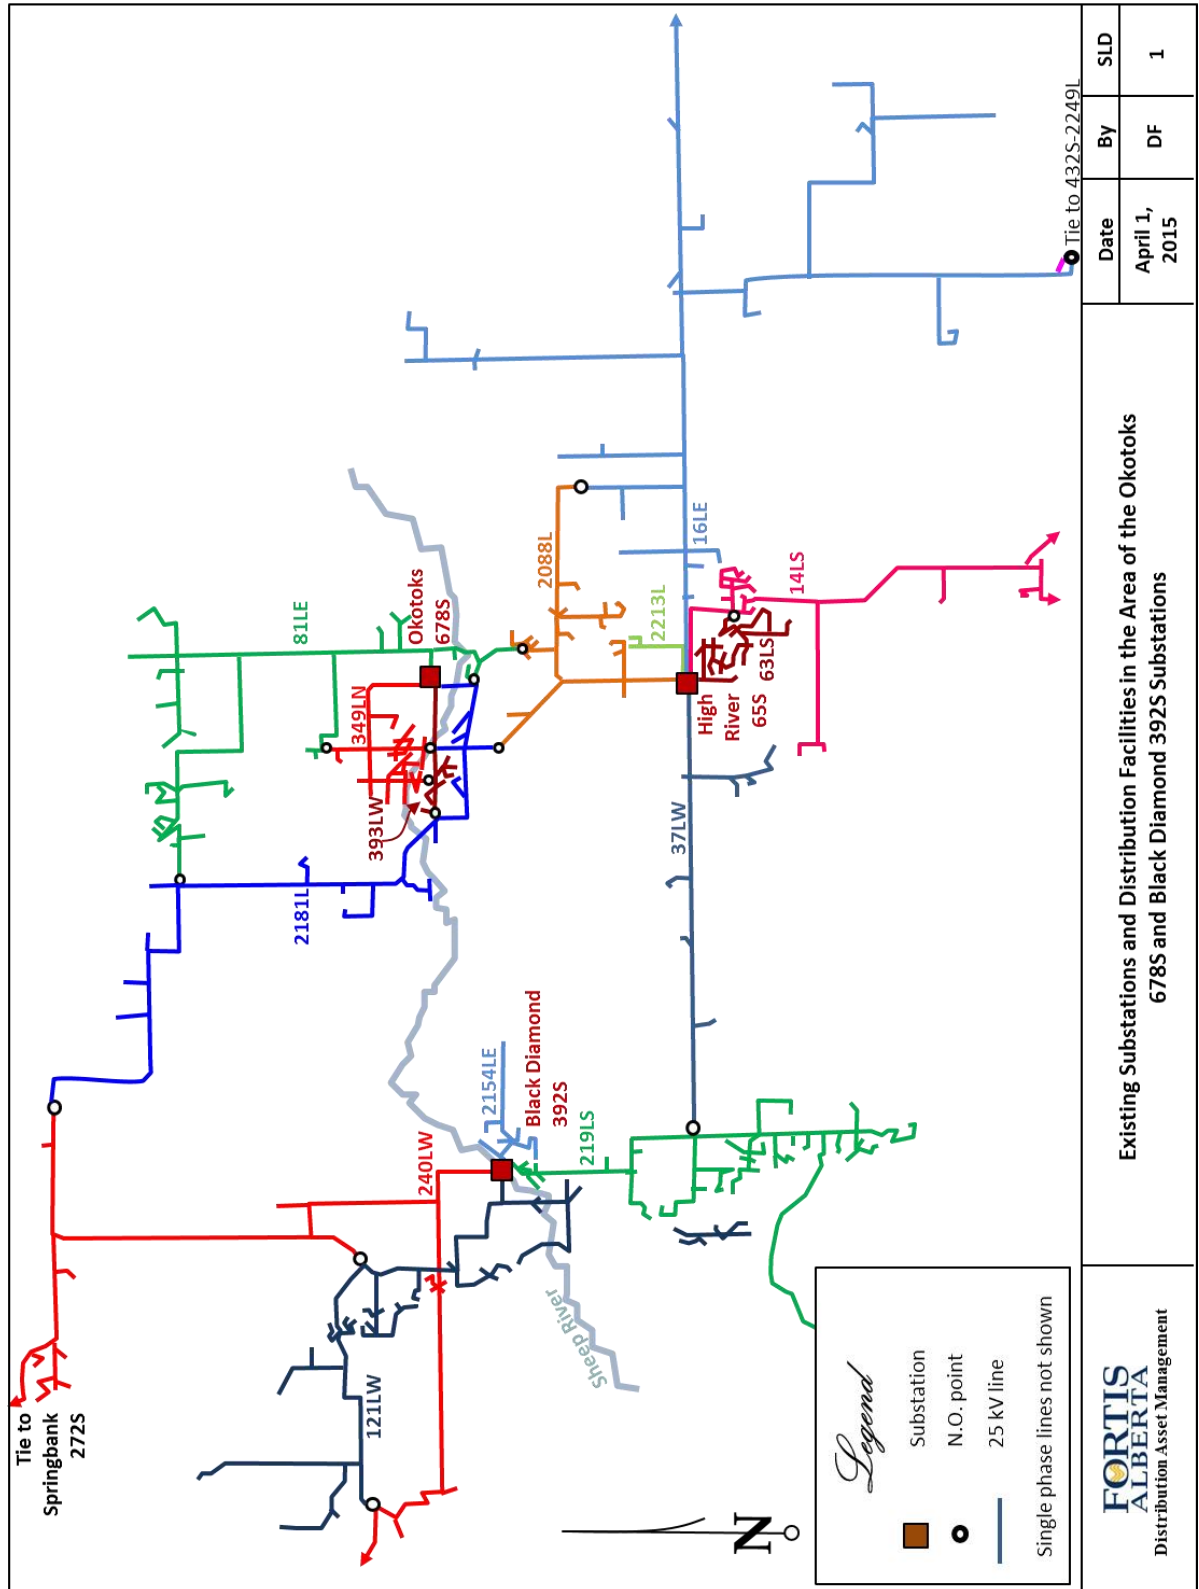 Tie to
Springbank
272S
121LW
240LW
2181L
2154LE
Black Diamond
392S
219LS
Sheep River
81LE
349LN
393LW
Okotoks
678S
2088L
2213L
16LE
14LS
63LS
High
River
65S
37LW
Tie to 432S-2249L
N
Legend
Substation
N.O. point
25 kV line
Single phase lines not shown
FORTIS
ALBERTA
Distribution Asset Management
Existing Substations and Distribution Facilities in the Area of the Okotoks
678S and Black Diamond 392S Substations
Date
By
SLD
April 1,
2015
DF
1